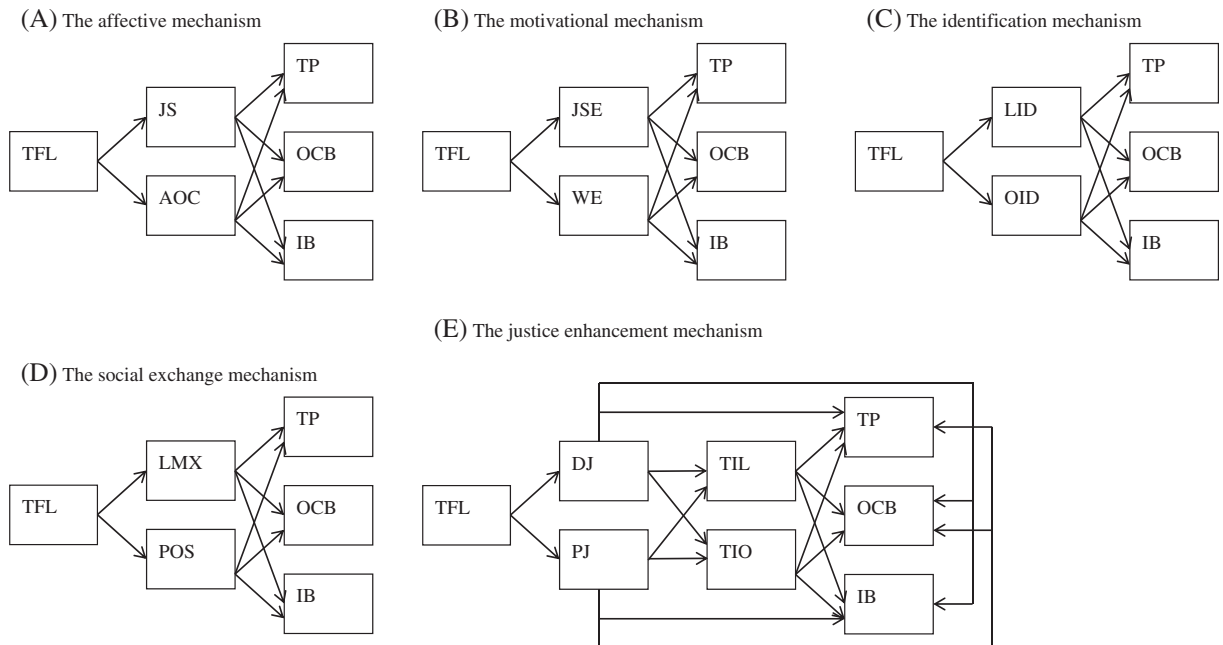 (A) The affective mechanism
TFL
JS
AOC
TP
OCB
IB
(B) The motivational mechanism
TFL
JSE
WE
TP
OCB
IB
(C) The identification mechanism
TFL
LID
OID
TP
OCB
IB
(D) The social exchange mechanism
TFL
LMX
POS
TP
OCB
IB
(E) The justice enhancement mechanism
TFL
DJ
PJ
TIL
TIO
TP
OCB
IB